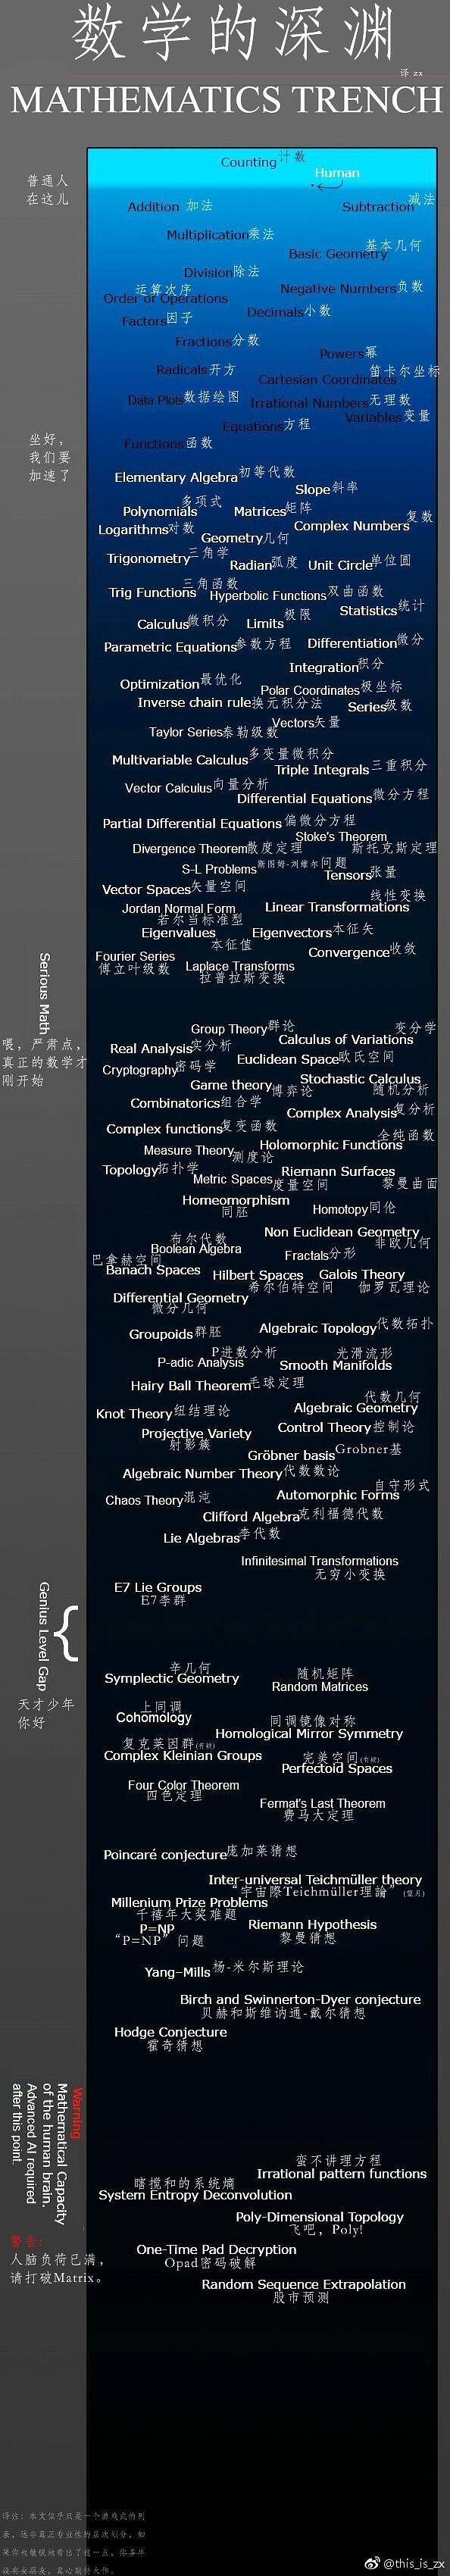 数学的深渊
译 zx
MATHEMATICS TRENCH
Counting 计数
Human
普通人
在这儿
Addition 加法
Subtraction 减法
Multiplication 乘法
Basic Geometry 基本几何
Division 除法
Negative Numbers 负数
Order of Operations 运算次序
Decimals 小数
Factors 因子
Fractions 分数
Powers 幂
Radicals 开方
Cartesian Coordinates 笛卡尔坐标
Data Plots 数据绘图
Irrational Numbers 无理数
Variables 变量
Equations 方程
Functions 函数
坐好，
我们要
加速了
Elementary Algebra 初等代数
Slope 斜率
Polynomials 多项式
Matrices 矩阵
Logarithms 对数
Complex Numbers 复数
Geometry 几何
Trigonometry 三角学
Radian 弧度
Unit Circle 单位圆
Trig Functions 三角函数
Hyperbolic Functions 双曲函数
Statistics 统计
Calculus 微积分
Limits 极限
Parametric Equations 参数方程
Differentiation 微分
Integration 积分
Optimization 最优化
Polar Coordinates 极坐标
Inverse chain rule 换元积分法
Series 级数
Vectors 矢量
Taylor Series 泰勒级数
Multivariable Calculus 多变量微积分
Triple Integrals 三重积分
Vector Calculus 向量分析
Differential Equations 微分方程
Partial Differential Equations 偏微分方程
Stoke's Theorem
斯托克斯定理
Divergence Theorem 散度定理
S-L Problems 斯图姆-刘维尔问题
Tensors 张量
Vector Spaces 矢量空间
线性变换
Linear Transformations
Jordan Normal Form
若尔当标准型
Eigenvalues
本征值
Eigenvectors 本征矢
Convergence 收敛
Fourier Series
傅立叶级数
Laplace Transforms
拉普拉斯变换
Serious Math
喂，严肃点，
真正的数学才
刚开始
Group Theory 群论
变分学
Calculus of Variations
Real Analysis 实分析
Euclidean Space 欧氏空间
Cryptography 密码学
Stochastic Calculus
随机分析
Game theory 博弈论
Combinatorics 组合学
Complex Analysis 复分析
Complex functions 复变函数
全纯函数
Holomorphic Functions
Measure Theory 测度论
Topology 拓扑学
Riemann Surfaces
黎曼曲面
Metric Spaces 度量空间
Homeomorphism
同胚
Homotopy 同伦
Non Euclidean Geometry
非欧几何
布尔代数
Boolean Algebra
Fractals 分形
巴拿赫空间
Banach Spaces
Hilbert Spaces
希尔伯特空间
Galois Theory
伽罗瓦理论
Differential Geometry
微分几何
Groupoids 群胚
Algebraic Topology 代数拓扑
P进数分析
P-adic Analysis
光滑流形
Smooth Manifolds
Hairy Ball Theorem 毛球定理
代数几何
Algebraic Geometry
Knot Theory 纽结理论
Control Theory 控制论
Projective Variety
射影簇
Gröbner basis Grobner基
Algebraic Number Theory 代数数论
自守形式
Automorphic Forms
Chaos Theory 混沌
Clifford Algebra 克利福德代数
Lie Algebras 李代数
Infinitesimal Transformations
无穷小变换
E7 Lie Groups
E7李群
Genius Level Gap
{
天才少年
你好
辛几何
Symplectic Geometry
随机矩阵
Random Matrices
上同调
Cohomology
同调镜像对称
Homological Mirror Symmetry
复克莱因群(有疑)
Complex Kleinian Groups
完美空间(有疑)
Perfectoid Spaces
Four Color Theorem
四色定理
Fermat's Last Theorem
费马大定理
Poincaré conjecture 庞加莱猜想
Inter-universal Teichmüller theory
“宇宙際Teichmüller理論” (望月)
Millenium Prize Problems
千禧年大奖难题
P=NP
“P=NP”问题
Riemann Hypothesis
黎曼猜想
Yang–Mills 杨-米尔斯理论
Birch and Swinnerton-Dyer conjecture
贝赫和斯维讷通-戴尔猜想
Hodge Conjecture
霍奇猜想
Warning
Mathematical Capacity
of the human brain.
Advanced AI required
after this point.
警告:
人脑负荷已满，
请打破Matrix。
蛮不讲理方程
Irrational pattern functions
瞎搅和的系统熵
System Entropy Deconvolution
Poly-Dimensional Topology
飞吧，Poly!
One-Time Pad Decryption
Opad密码破解
Random Sequence Extrapolation
股市预测
译注：本文似乎只是一个游戏式的列
表，远非真正专业性的层次划分，如
果你也敏锐地看出了这一点，你多半
没有女朋友，真心期待大作。
@this_is_zx